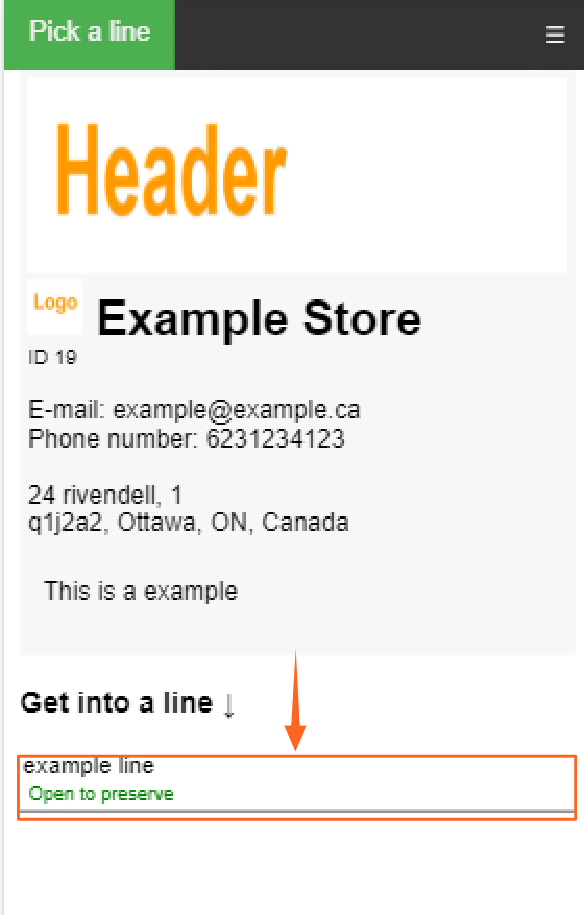 Pick a line
☰
Header
Logo
Example Store
ID 19
E-mail: example@example.ca
Phone number: 6231234123
24 rivendell, 1
q1j2a2, Ottawa, ON, Canada
This is a example
Get into a line ↓
example line
Open to preserve